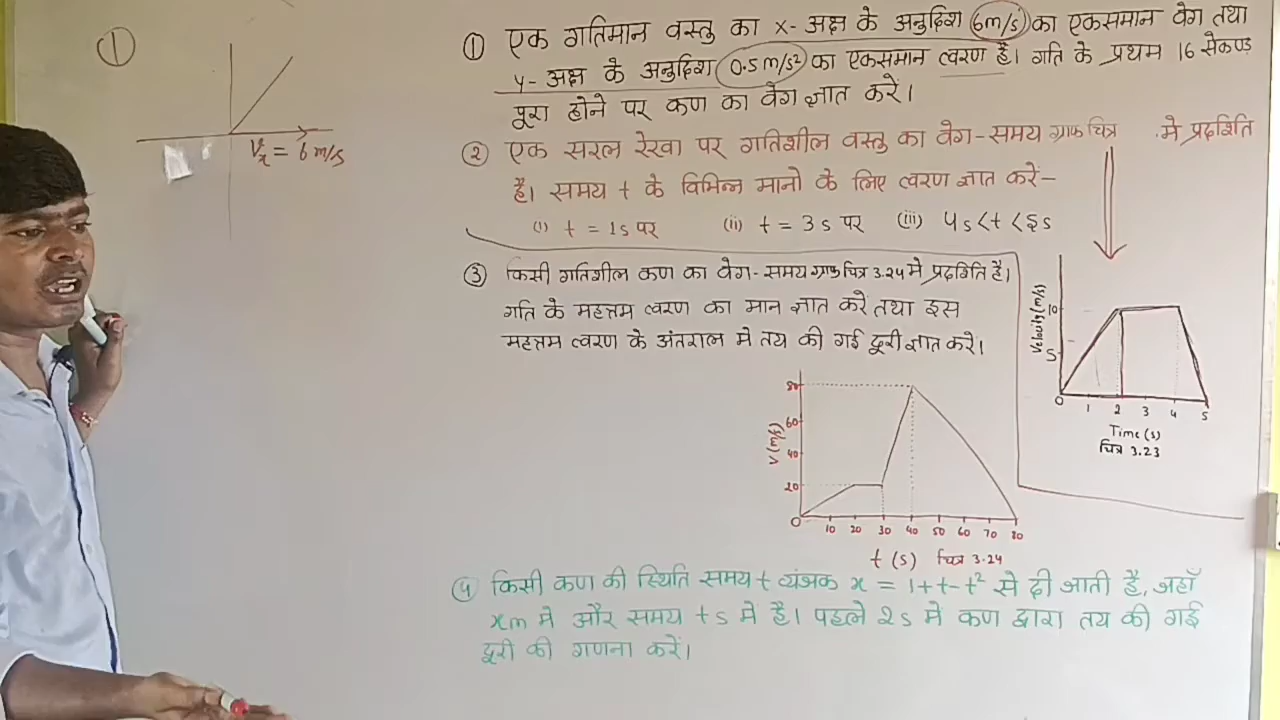 ①
Vx = 6 m/s
① एक गतिमान वस्तु का x- अक्ष के अनुदिश 6m/s का एकसमान वेग तथा
y- अक्ष के अनुदिश 0.5 m/s² का एकसमान त्वरण है। गति के प्रथम 16 सेकण्ड
पूरा होने पर कण का वेग ज्ञात करें।
② एक सरल रेखा पर गतिशील वस्तु का वेग-समय ग्राफ चित्र में प्रदर्शित
है। समय t के विभिन्न मानो के लिए त्वरण ज्ञात करें-
(i) t = 1s पर (ii) t = 3s पर (iii) 4s<t<5s
③ किसी गतिशील कण का वेग-समय ग्राफ चित्र 3.24 मे प्रदर्शित है।
गति के महत्तम त्वरण का मान ज्ञात करे तथा इस
महत्तम त्वरण के अंतराल मे तय की गई दूरी ज्ञात करे।
Velocity (m/s)
10
5
0 1 2 3 4 5
Time (s)
चित्र 3.23
V (m/s)
80
60
40
20
0 10 20 30 40 50 60 70 80
t (s) चित्र 3.24
④ किसी कण की स्थिति समय t व्यंजक x = 1+t-t² से दी जाती है, जहाँ
xm मे और समय ts मे है। पहले 2s मे कण द्वारा तय की गई
दूरी की गणना करें।